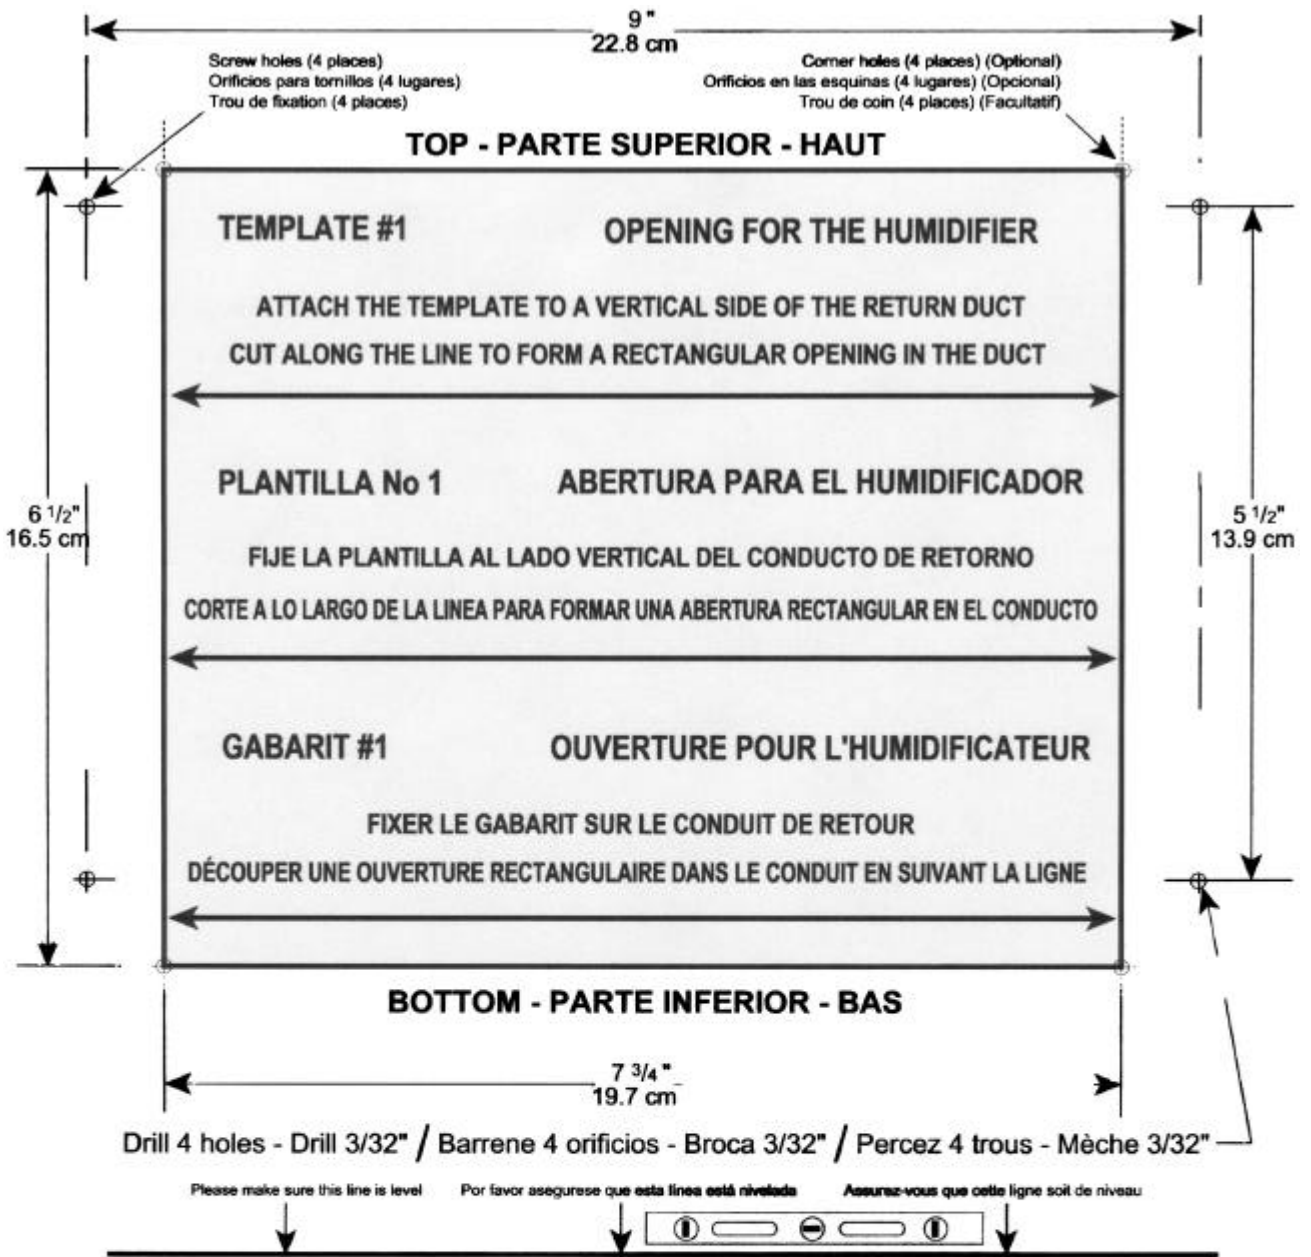 9 "
22.8 cm
Screw holes (4 places)
Orificios para tornillos (4 lugares)
Trou de fixation (4 places)
Corner holes (4 places) (Optional)
Orificios en las esquinas (4 lugares) (Opcional)
Trou de coin (4 places) (Facultatif)
TOP - PARTE SUPERIOR - HAUT
TEMPLATE #1 OPENING FOR THE HUMIDIFIER
ATTACH THE TEMPLATE TO A VERTICAL SIDE OF THE RETURN DUCT
CUT ALONG THE LINE TO FORM A RECTANGULAR OPENING IN THE DUCT
PLANTILLA No 1 ABERTURA PARA EL HUMIDIFICADOR
6 1/2"
16.5 cm
5 1/2"
13.9 cm
FIJE LA PLANTILLA AL LADO VERTICAL DEL CONDUCTO DE RETORNO
CORTE A LO LARGO DE LA LINEA PARA FORMAR UNA ABERTURA RECTANGULAR EN EL CONDUCTO
GABARIT #1 OUVERTURE POUR L'HUMIDIFICATEUR
FIXER LE GABARIT SUR LE CONDUIT DE RETOUR
DÉCOUPER UNE OUVERTURE RECTANGULAIRE DANS LE CONDUIT EN SUIVANT LA LIGNE
BOTTOM - PARTE INFERIOR - BAS
7 3/4 "
19.7 cm
Drill 4 holes - Drill 3/32" / Barrene 4 orificios - Broca 3/32" / Percez 4 trous - Mèche 3/32"
Please make sure this line is level Por favor asegurese que esta linea está nivelada Assurez-vous que cette ligne soit de niveau